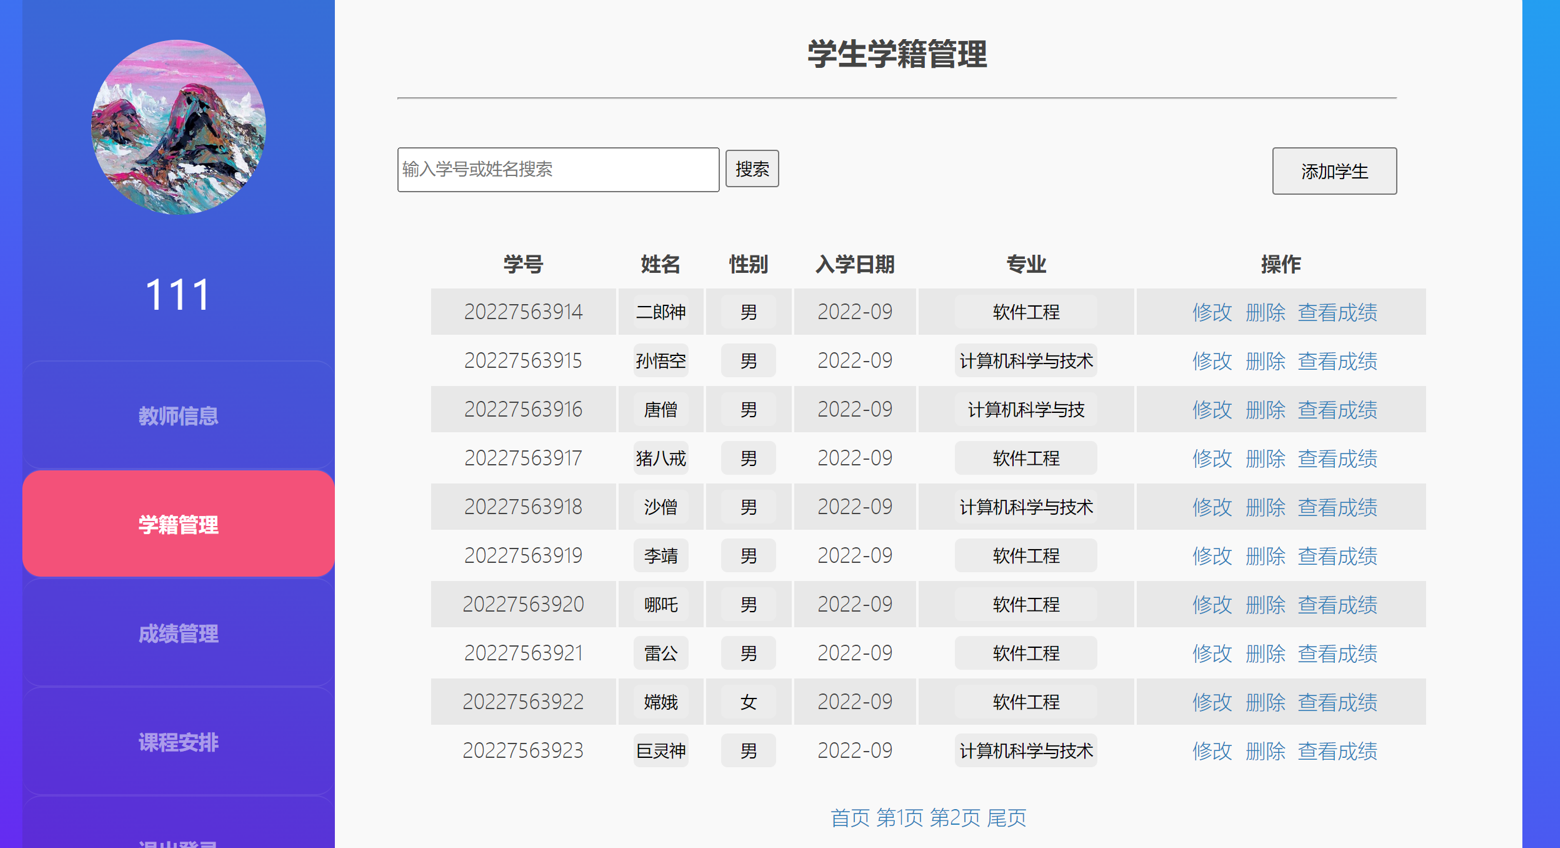 111
教师信息
学籍管理
成绩管理
课程安排
学生学籍管理
输入学号或姓名搜索 搜索 添加学生
学号 姓名 性别 入学日期 专业 操作
20227563914 二郎神 男 2022-09 软件工程 修改 删除 查看成绩
20227563915 孙悟空 男 2022-09 计算机科学与技术 修改 删除 查看成绩
20227563916 唐僧 男 2022-09 计算机科学与技 修改 删除 查看成绩
20227563917 猪八戒 男 2022-09 软件工程 修改 删除 查看成绩
20227563918 沙僧 男 2022-09 计算机科学与技术 修改 删除 查看成绩
20227563919 李靖 男 2022-09 软件工程 修改 删除 查看成绩
20227563920 哪吒 男 2022-09 软件工程 修改 删除 查看成绩
20227563921 雷公 男 2022-09 软件工程 修改 删除 查看成绩
20227563922 嫦娥 女 2022-09 软件工程 修改 删除 查看成绩
20227563923 巨灵神 男 2022-09 计算机科学与技术 修改 删除 查看成绩
首页 第1页 第2页 尾页